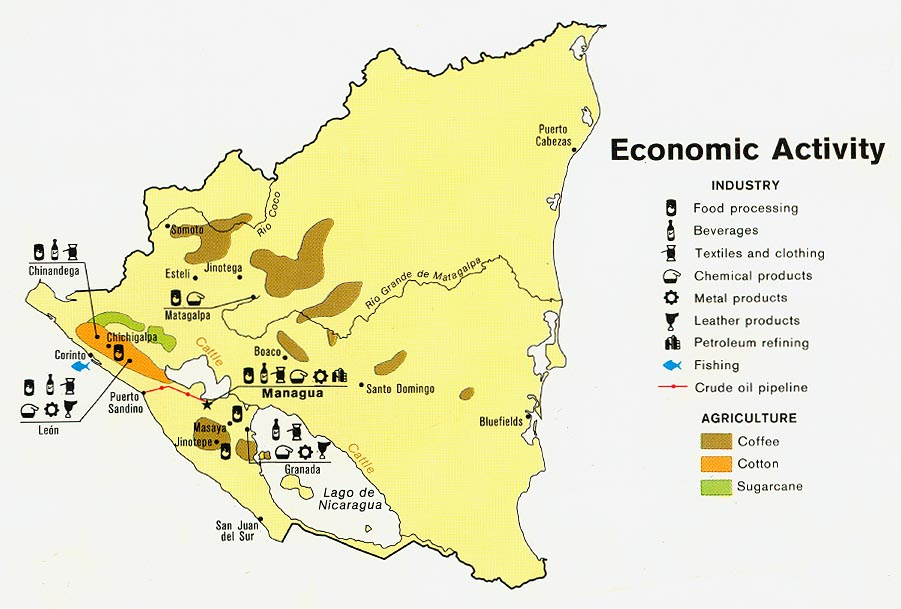 Economic Activity
INDUSTRY
Food processing
Beverages
Textiles and clothing
Chemical products
Metal products
Leather products
Petroleum refining
Fishing
Crude oil pipeline
AGRICULTURE
Coffee
Cotton
Sugarcane
Puerto
Cabezas
Río Coco
Somoto
Estelí
Jinotega
Matagalpa
Río Grande de Matagalpa
Chinandega
Chichigalpa
Corinto
Cattle
Boaco
Managua
Santo Domingo
Puerto
Sandino
León
Masaya
Jinotepe
Granada
Cattle
Bluefields
Lago de
Nicaragua
San Juan
del Sur